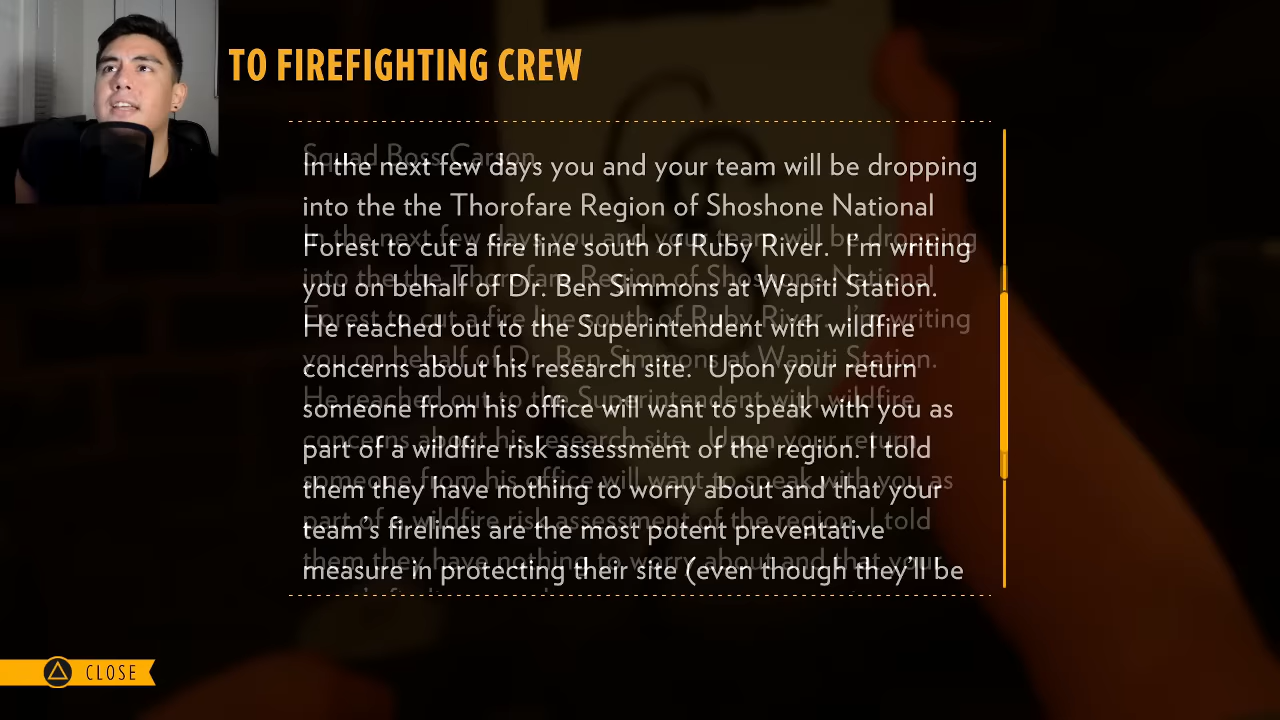 TO FIREFIGHTING CREW
Squad Boss Carson
In the next few days you and your team will be dropping
into the the Thorofare Region of Shoshone National
Forest to cut a fire line south of Ruby River.  I'm writing
you on behalf of Dr. Ben Simmons at Wapiti Station.
He reached out to the Superintendent with wildfire
concerns about his research site.  Upon your return
someone from his office will want to speak with you as
part of a wildfire risk assessment of the region. I told
them they have nothing to worry about and that your
team's firelines are the most potent preventative
measure in protecting their site (even though they'll be
CLOSE